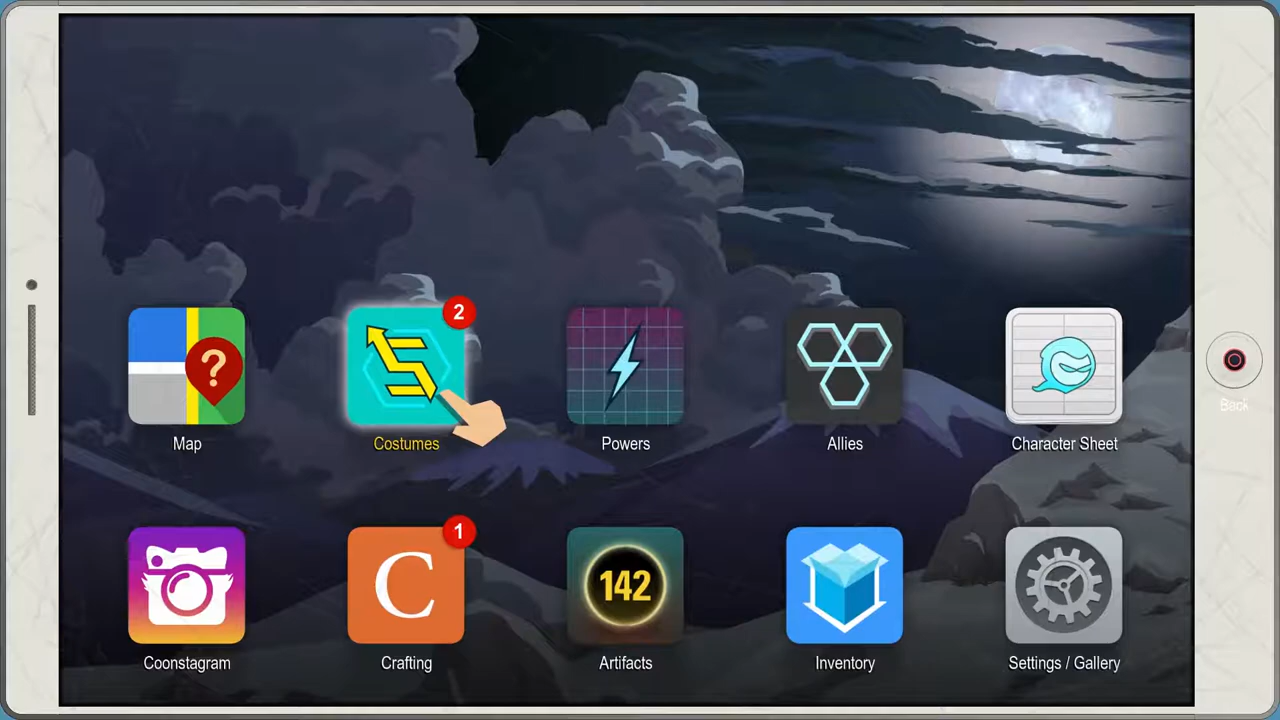 ?
2
Map
Costumes
Powers
Allies
Character Sheet
Back
1
C
142
Coonstagram
Crafting
Artifacts
Inventory
Settings / Gallery